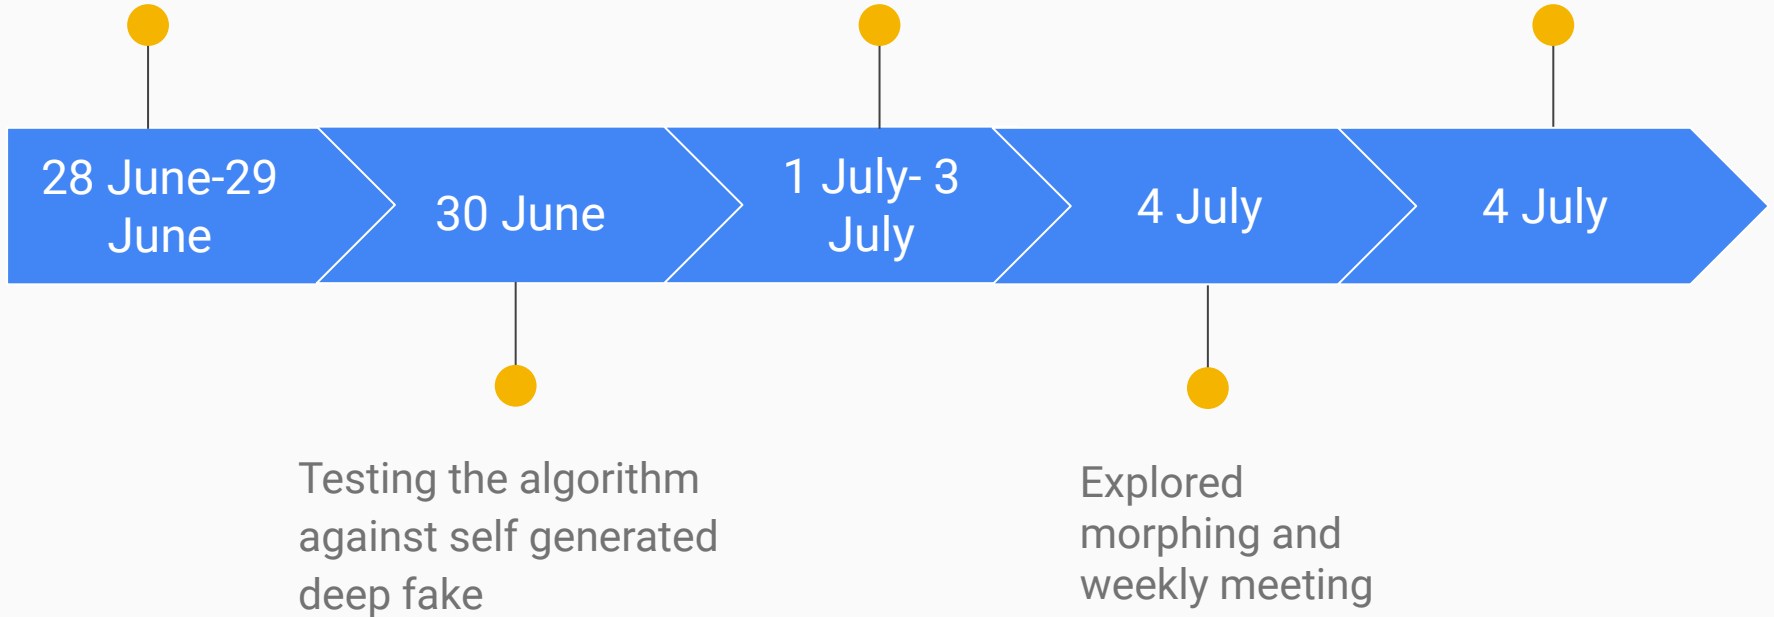 28 June-29
June
30 June
1 July- 3
July
4 July
4 July
Testing the algorithm
against self generated
deep fake
Explored
morphing and
weekly meeting